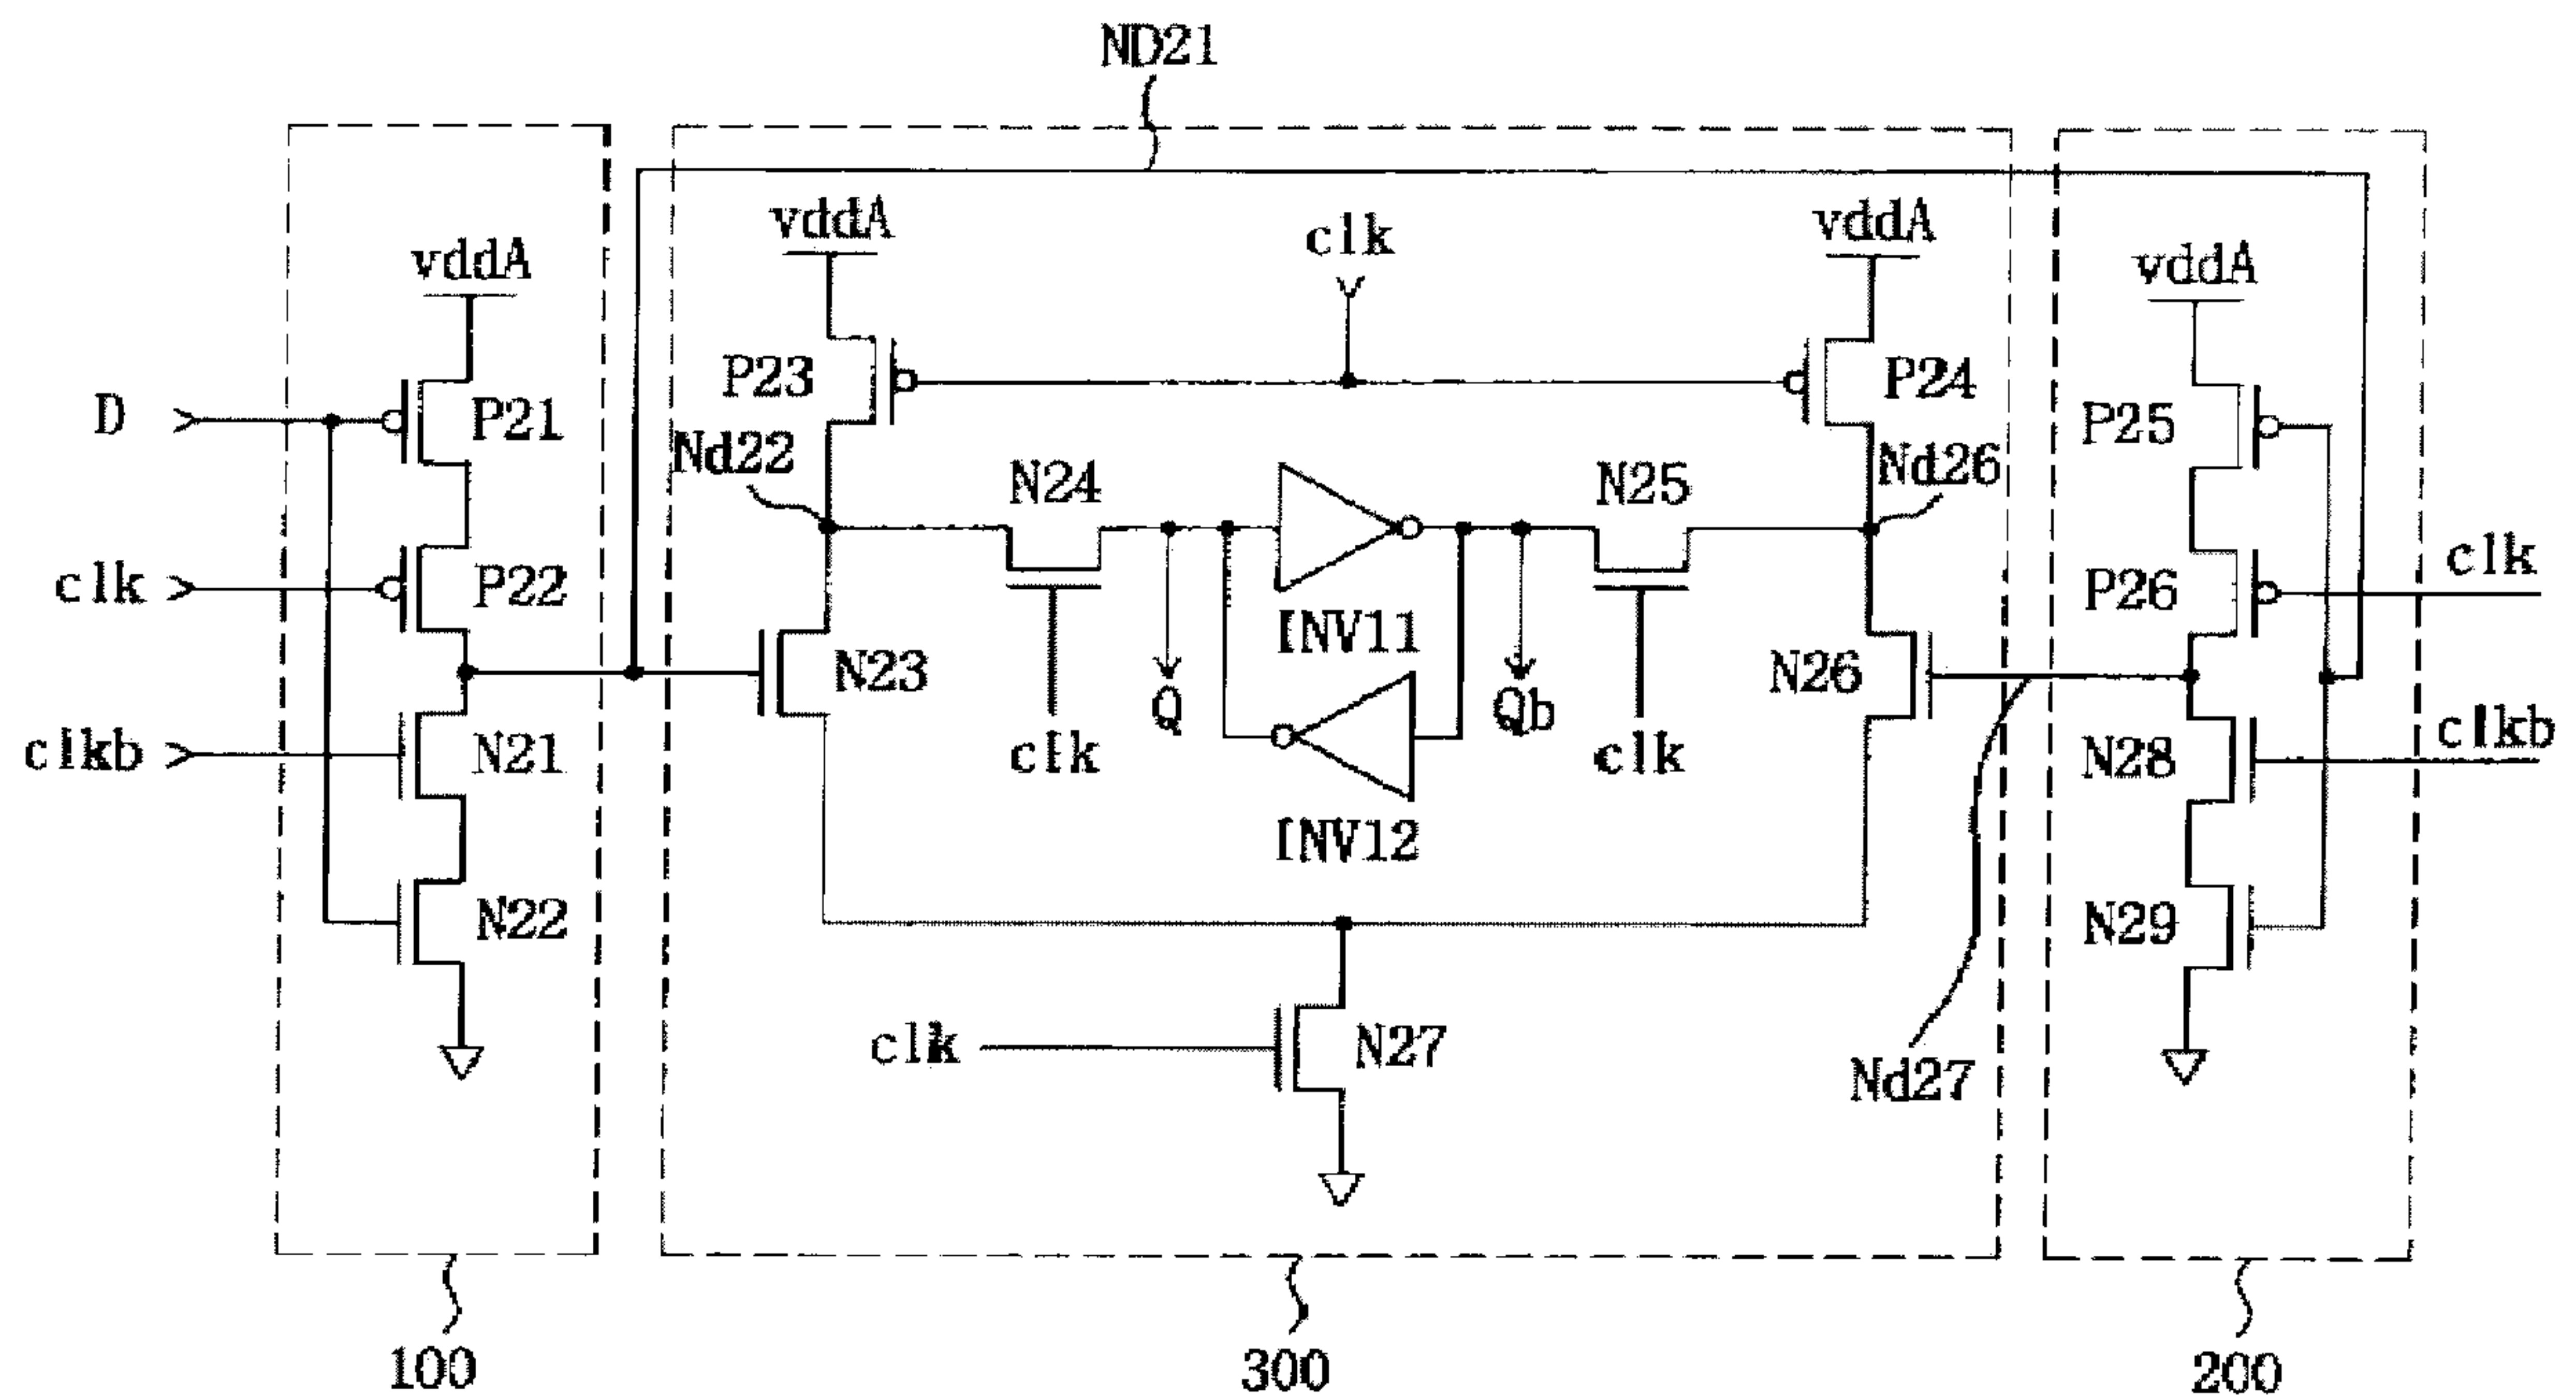 ND21
vddA
vddA
vddA
vddA
clk
D
P21
P23
P24
P25
Nd22
N24
N25
Nd26
clk
P22
INV11
P26
clk
clkb
N21
N23
Q
Qb
N26
N28
clkb
clk
clk
INV12
N22
N29
clk
N27
Nd27
100
300
200